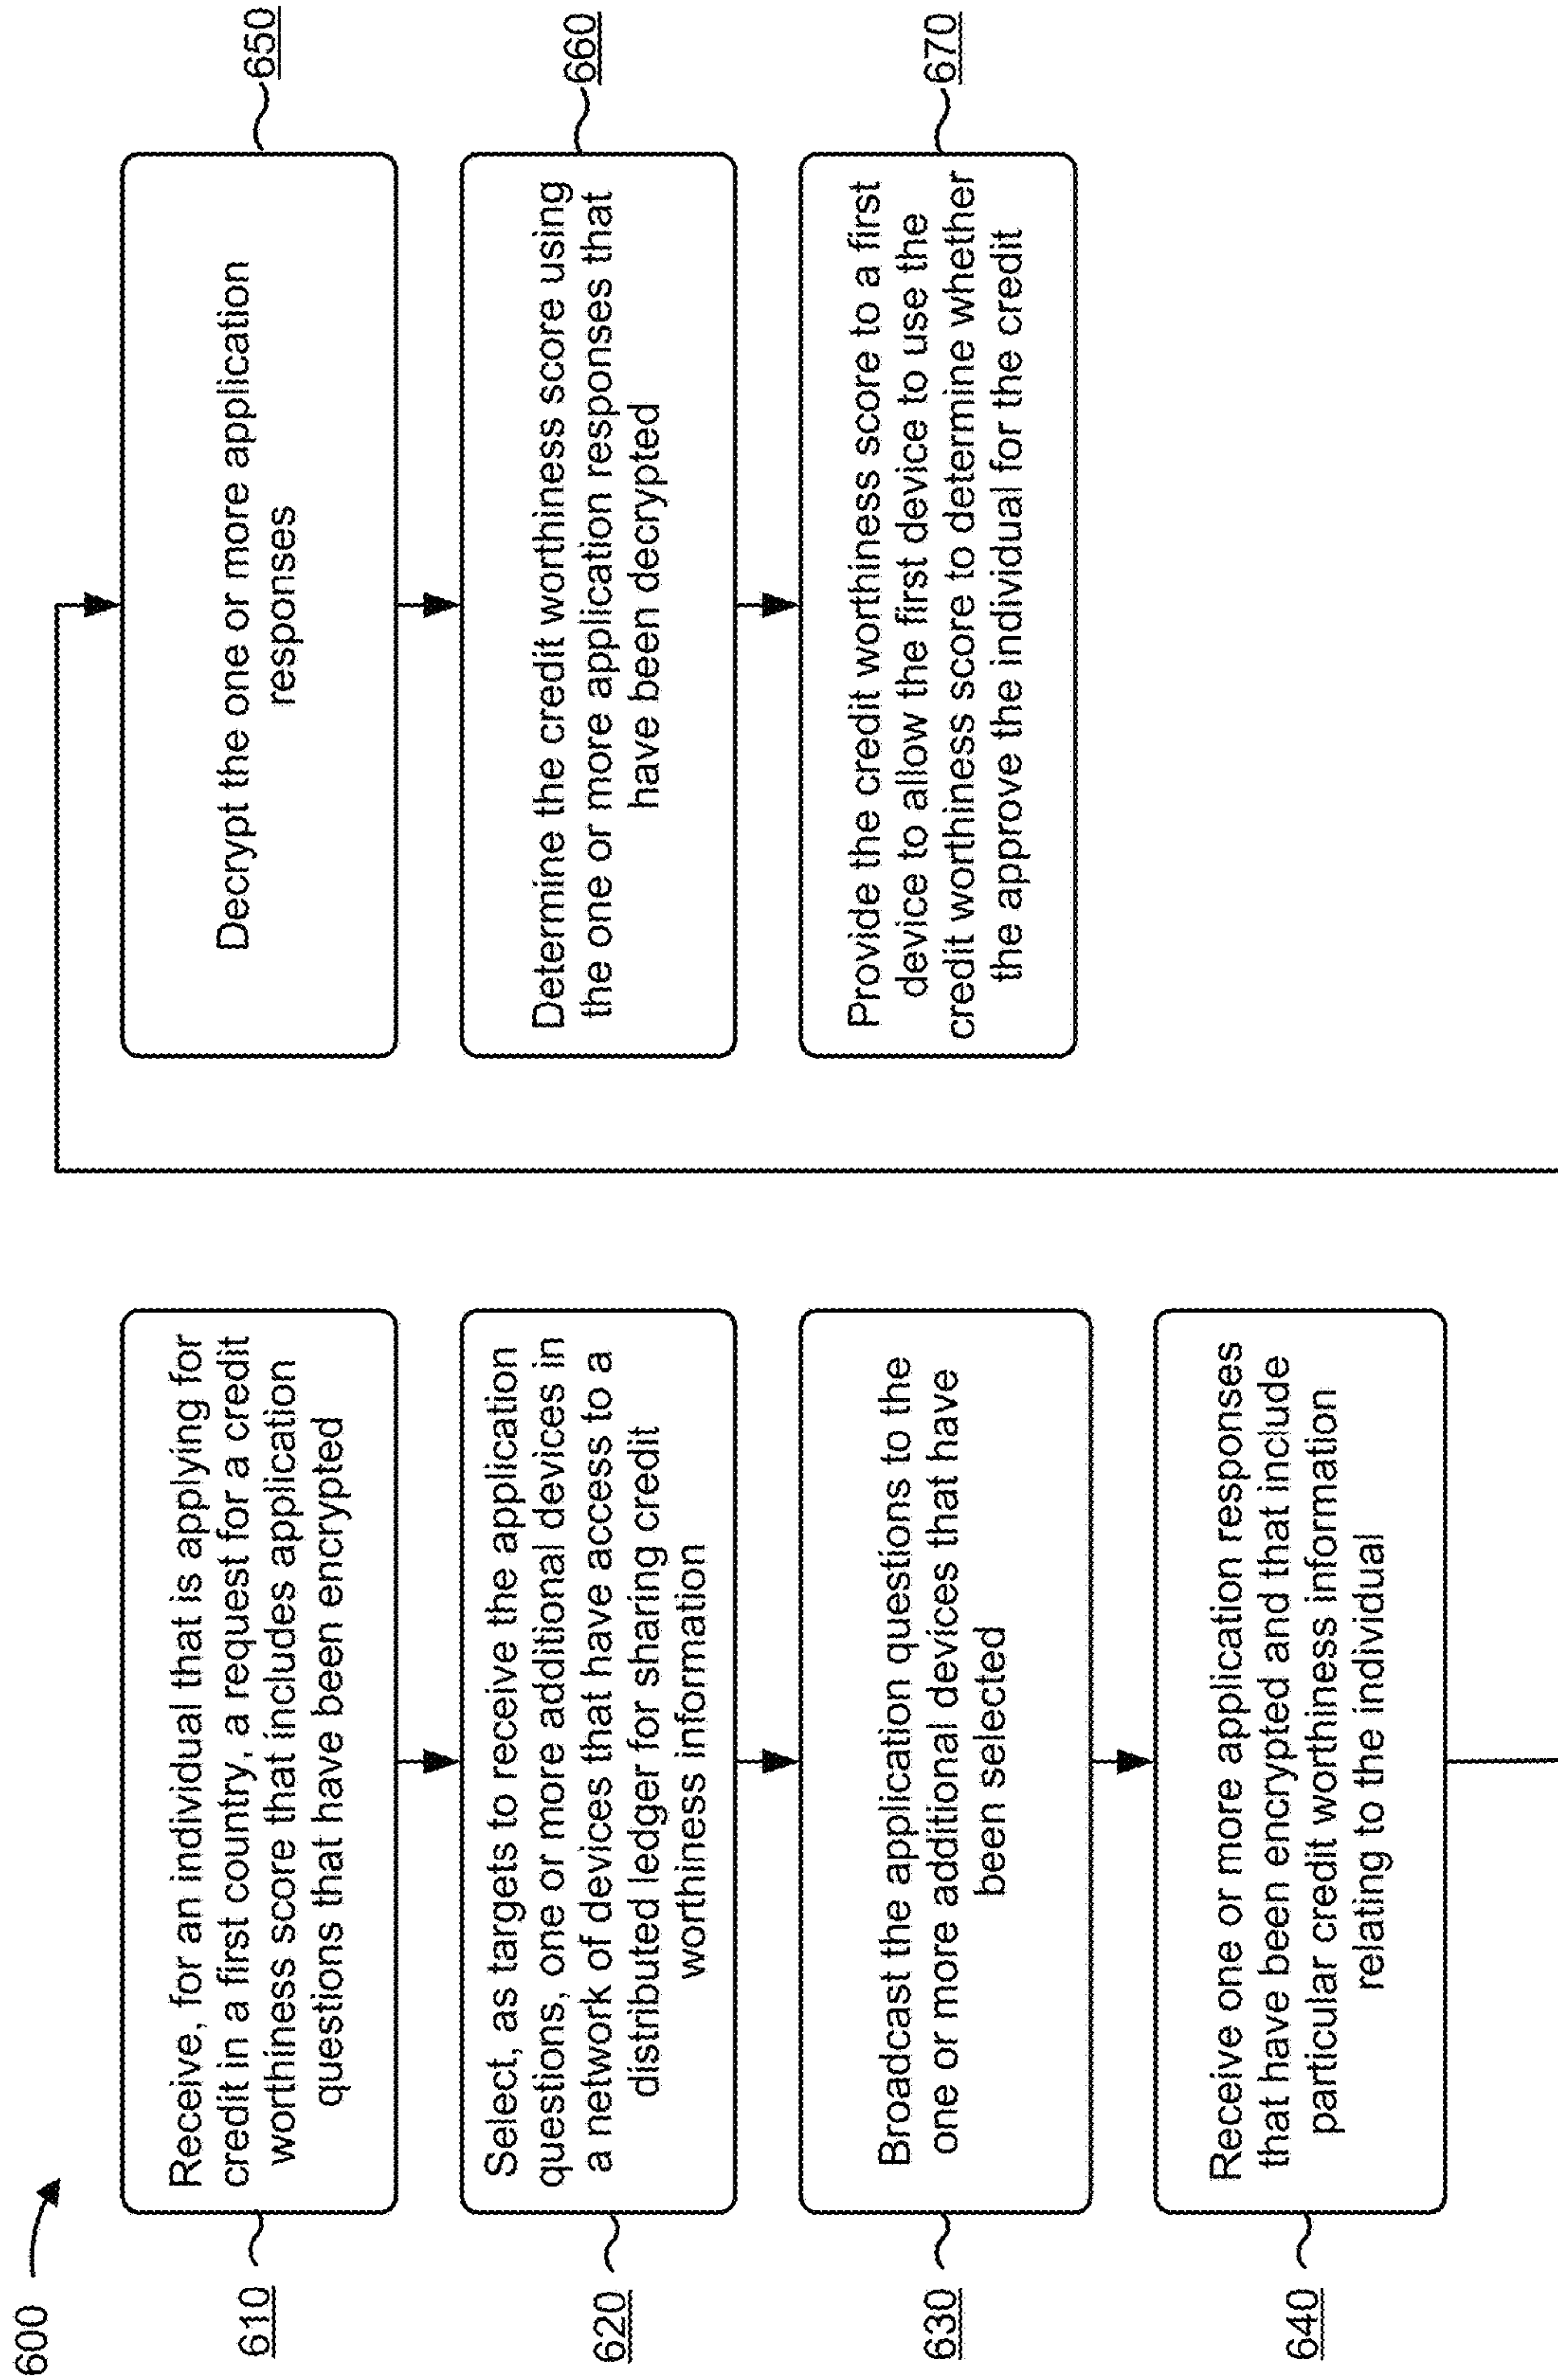 600
610
Receive, for an individual that is applying for
credit in a first country, a request for a credit
worthiness score that includes application
questions that have been encrypted
620
Select, as targets to receive the application
questions, one or more additional devices in
a network of devices that have access to a
distributed ledger for sharing credit
worthiness information
630
Broadcast the application questions to the
one or more additional devices that have
been selected
640
Receive one or more application responses
that have been encrypted and that include
particular credit worthiness information
relating to the individual
Decrypt the one or more application
responses
650
Determine the credit worthiness score using
the one or more application responses that
have been decrypted
660
Provide the credit worthiness score to a first
device to allow the first device to use the
credit worthiness score to determine whether
the approve the individual for the credit
670